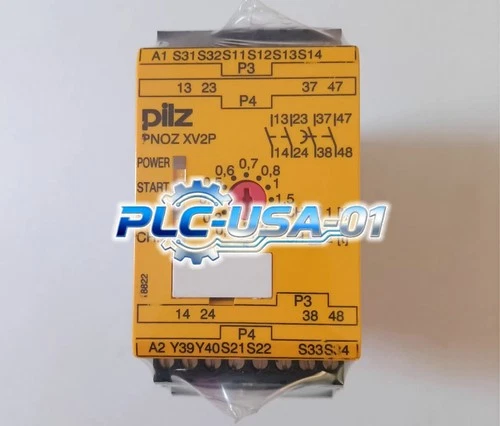 A1 S31 S32 S11 S12 S13 S14
P3
13 23 37 47
P4
pilz
PNOZ XV2P
13 23 37 47
14 24 38 48
POWER
0,7
0,6 0,8
START
1
1,5
PLC-USA-01
P3
14 24 38 48
P4
A2 Y39 Y40 S21 S22 S33 S34